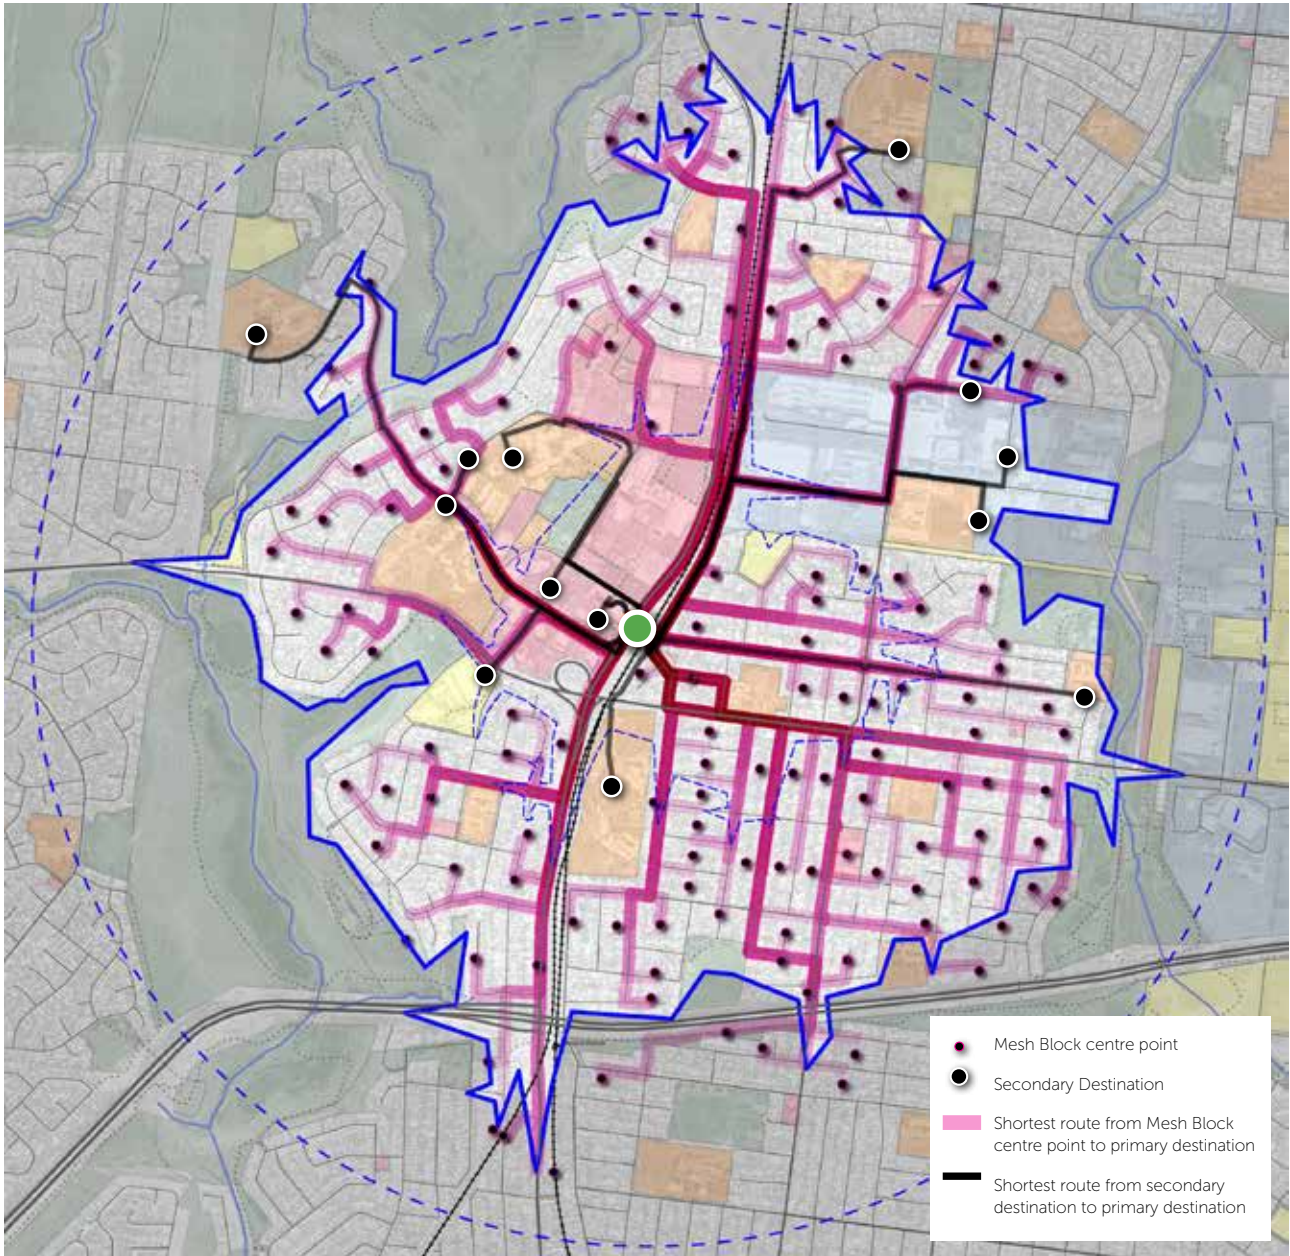 Mesh Block centre point
Secondary Destination
Shortest route from Mesh Block
centre point to primary destination
Shortest route from secondary
destination to primary destination